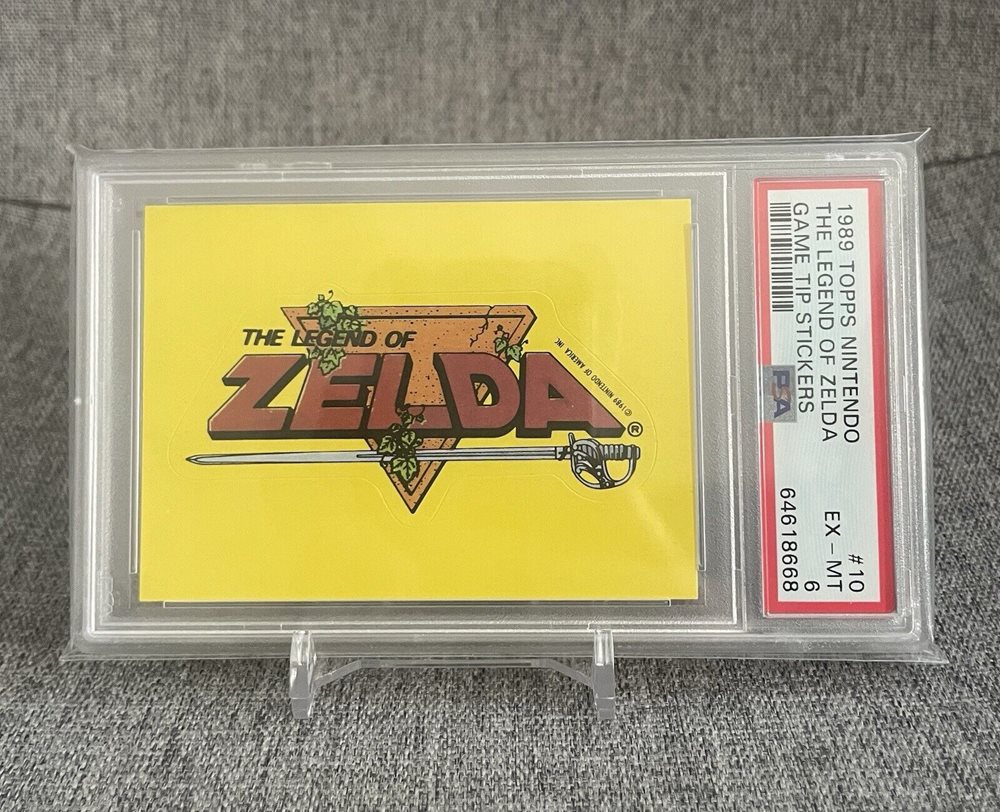 THE LEGEND OF
ZELDA®
© 1989 NINTENDO OF AMERICA INC.
1989 TOPPS NINTENDO #10
THE LEGEND OF ZELDA EX - MT
GAME TIP STICKERS 6
PSA 64618668